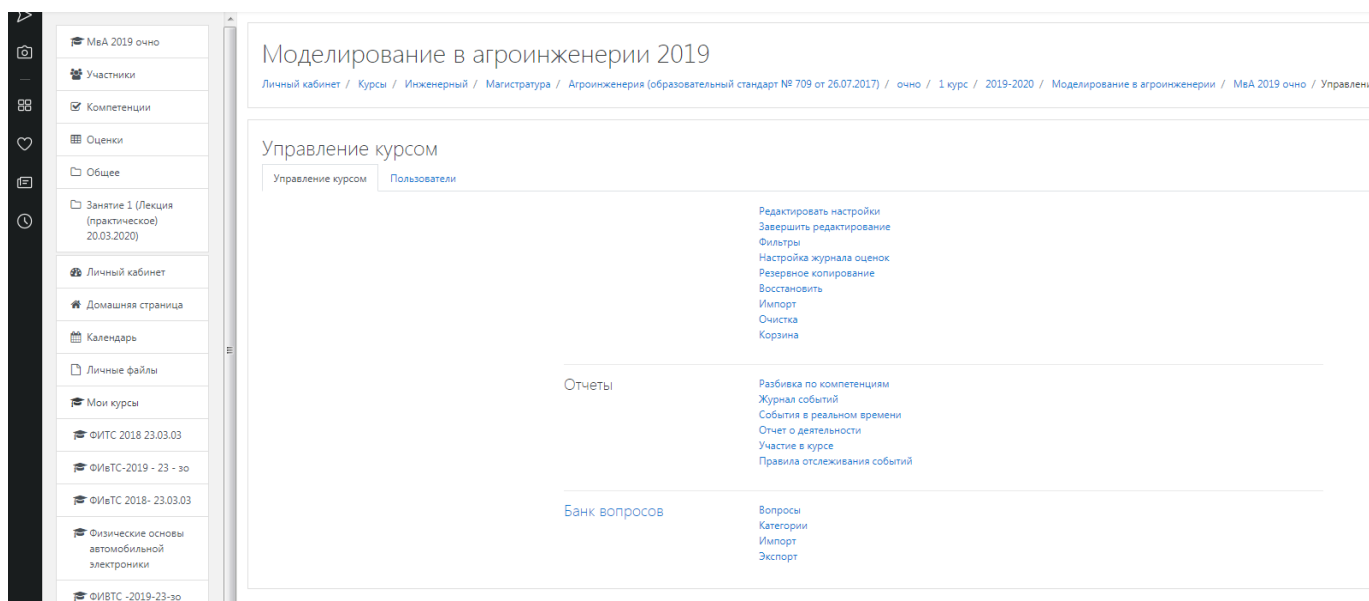 МвА 2019 очно
Участники
Компетенции
Оценки
Общее
Занятие 1 (Лекция
(практическое)
20.03.2020)
Личный кабинет
Домашняя страница
Календарь
Личные файлы
Мои курсы
ФИТС 2018 23.03.03
ФИвТС-2019 - 23 - зо
ФИвТС 2018- 23.03.03
Физические основы
автомобильной
электроники
ФИВТС -2019-23-зо
Моделирование в агроинженерии 2019
Личный кабинет / Курсы / Инженерный / Магистратура / Агроинженерия (образовательный стандарт № 709 от 26.07.2017) / очно / 1 курс / 2019-2020 / Моделирование в агроинженерии / МвА 2019 очно / Управлени
Управление курсом
Управление курсом Пользователи
Редактировать настройки
Завершить редактирование
Фильтры
Настройка журнала оценок
Резервное копирование
Восстановить
Импорт
Очистка
Корзина
Отчеты
Разбивка по компетенциям
Журнал событий
События в реальном времени
Отчет о деятельности
Участие в курсе
Правила отслеживания событий
Банк вопросов
Вопросы
Категории
Импорт
Экспорт